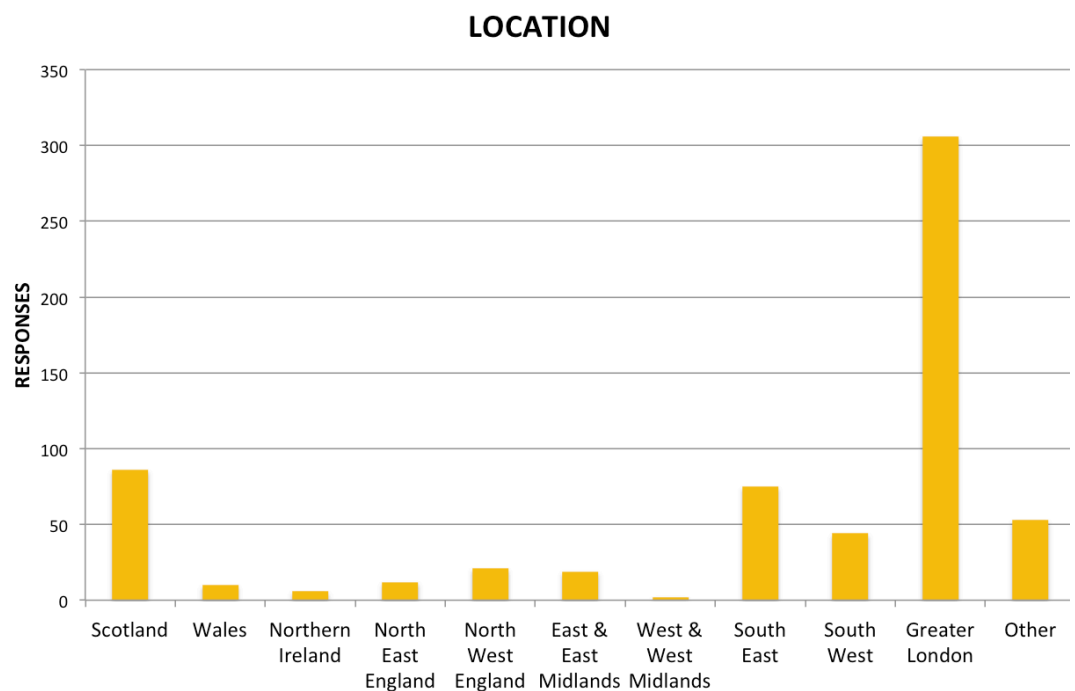 LOCATION
350
300
250
200
150
100
50
0
RESPONSES
Scotland
Wales
Northern
Ireland
North
East
England
North
West
England
East &
East
Midlands
West &
West
Midlands
South
East
South
West
Greater
London
Other